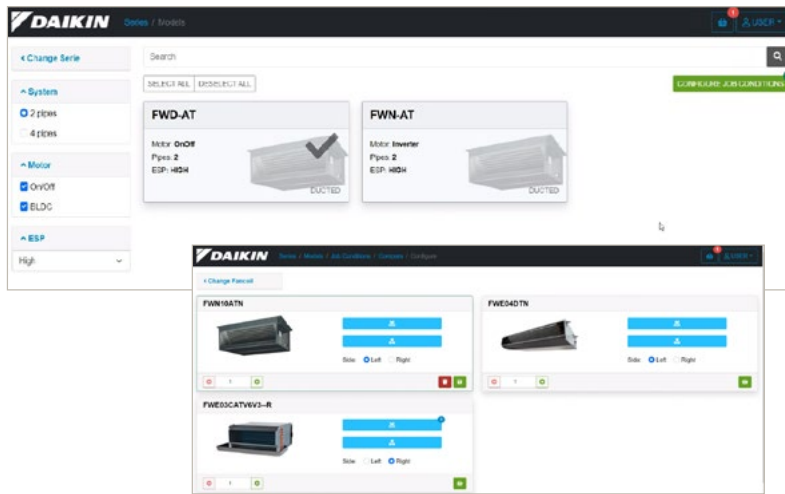 DAIKIN Series / Models 1 USER
Change Serie
Search
SELECT ALL DESELECT ALL
CONFIGURE JOB CONDITIONS
System
2 pipes
4 pipes
Motor
On/Off
BLDC
ESP
High
FWD-AT
Motor: OnOff
Pipes: 2
ESP: HIGH
DUCTED
FWN-AT
Motor: Inverter
Pipes: 2
ESP: HIGH
DUCTED
DAIKIN Series / Models / Job Conditions / Compare / Configure USER
Change Fancoil
FWN10ATN
Side: Left Right
1
FWE04DTN
Side: Left Right
1
FWE03CATV6V3--R
Side: Left Right
1